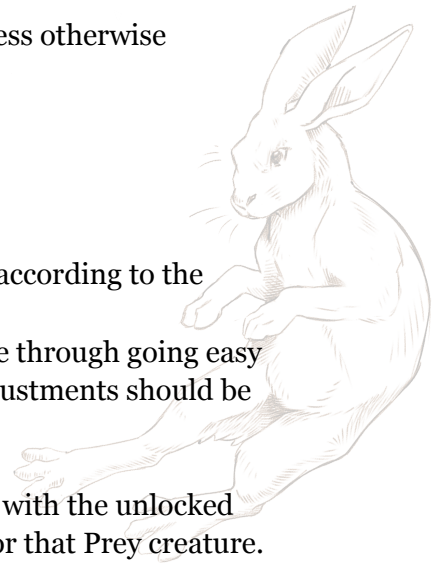 ess otherwise
according to the
e through going easy
ustments should be
with the unlocked
or that Prey creature.